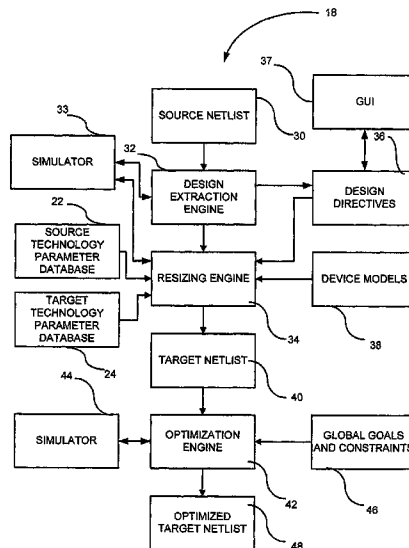 18
37
GUI
33
SOURCE NETLIST
30
36
32
SIMULATOR
DESIGN
EXTRACTION
ENGINE
DESIGN
DIRECTIVES
22
SOURCE
TECHNOLOGY
PARAMETER
DATABASE
RESIZING ENGINE
DEVICE MODELS
TARGET
TECHNOLOGY
PARAMETER
DATABASE
34
38
24
TARGET
NETLIST
40
44
SIMULATOR
OPTIMIZATION
ENGINE
GLOBAL GOALS
AND CONSTRAINTS
42
46
OPTIMIZED
TARGET NETLIST
48